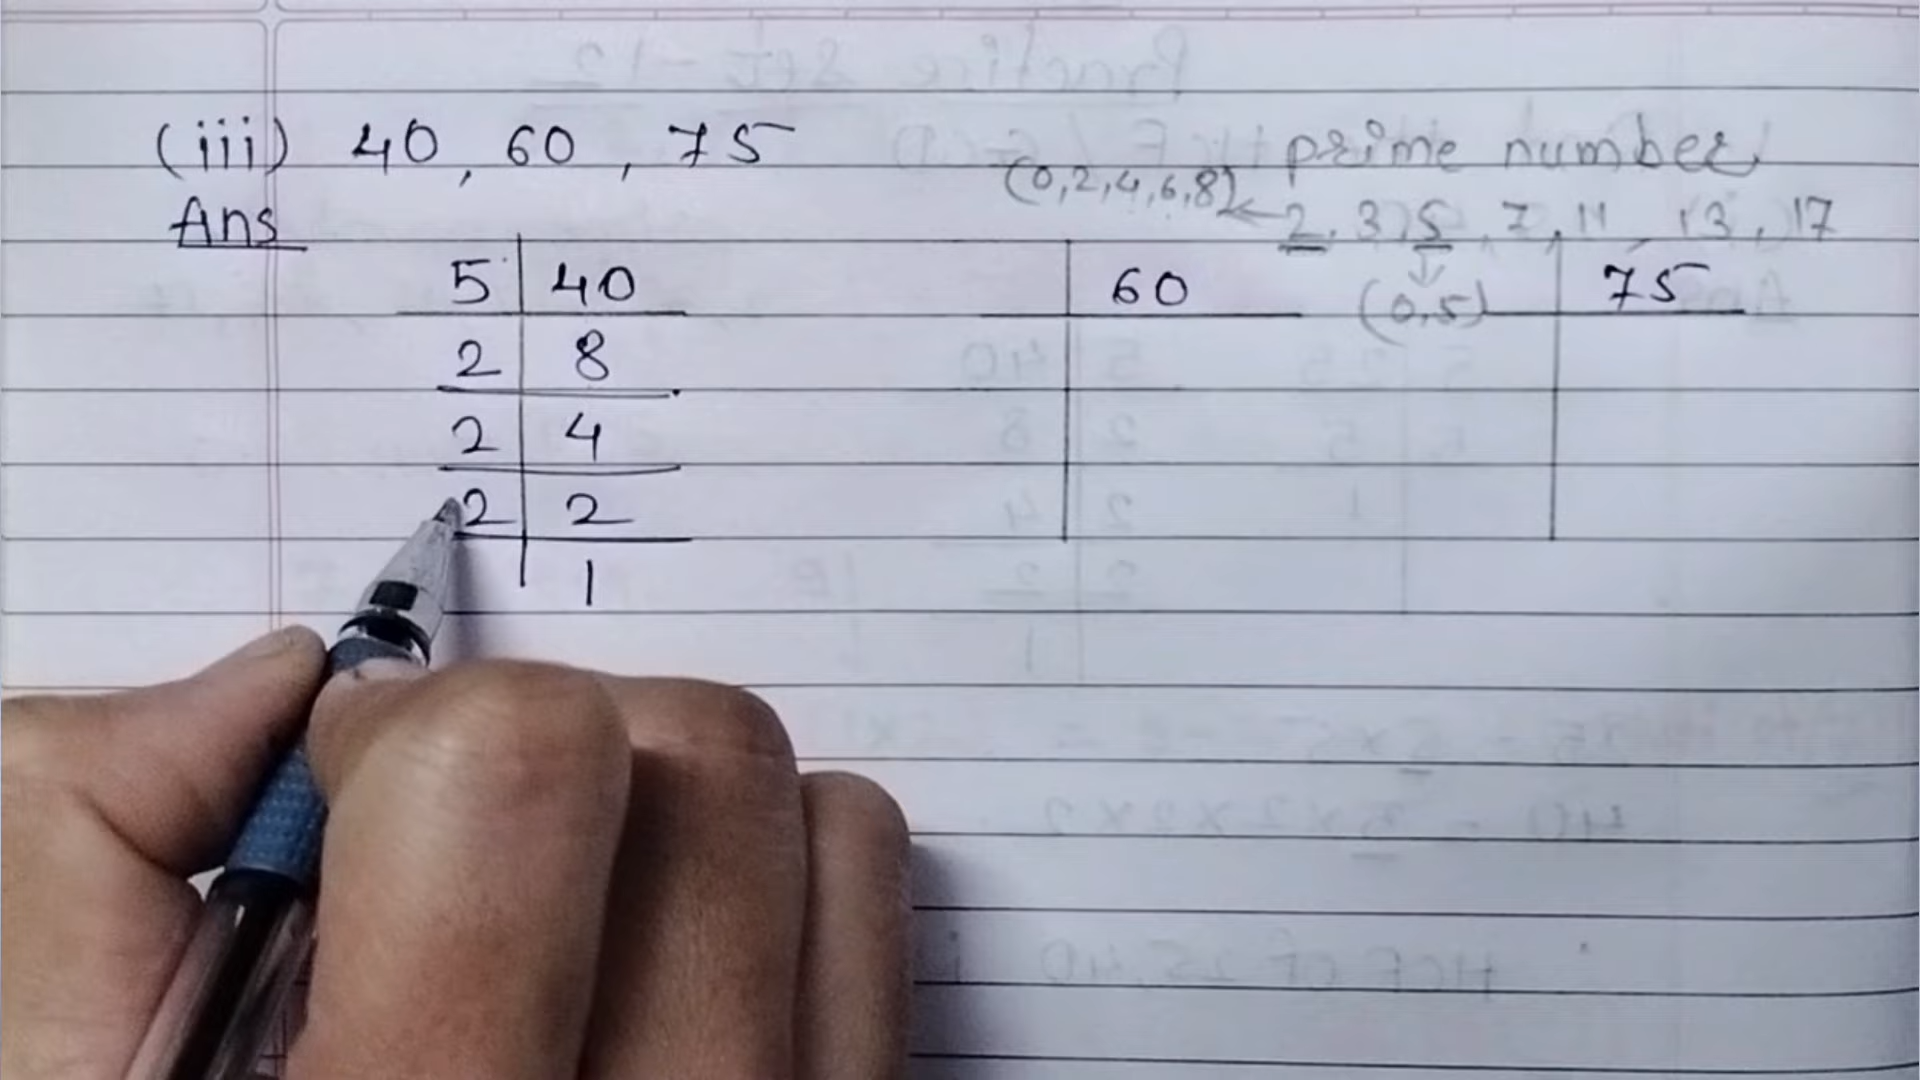 (iii) 40, 60, 75
prime number
(0,2,4,6,8) ← 2, 3, 5, 7, 11, 13, 17
↓
(0,5)
Ans
5 | 40
2 | 8
2 | 4
2 | 2
| 1
| 60
| 75